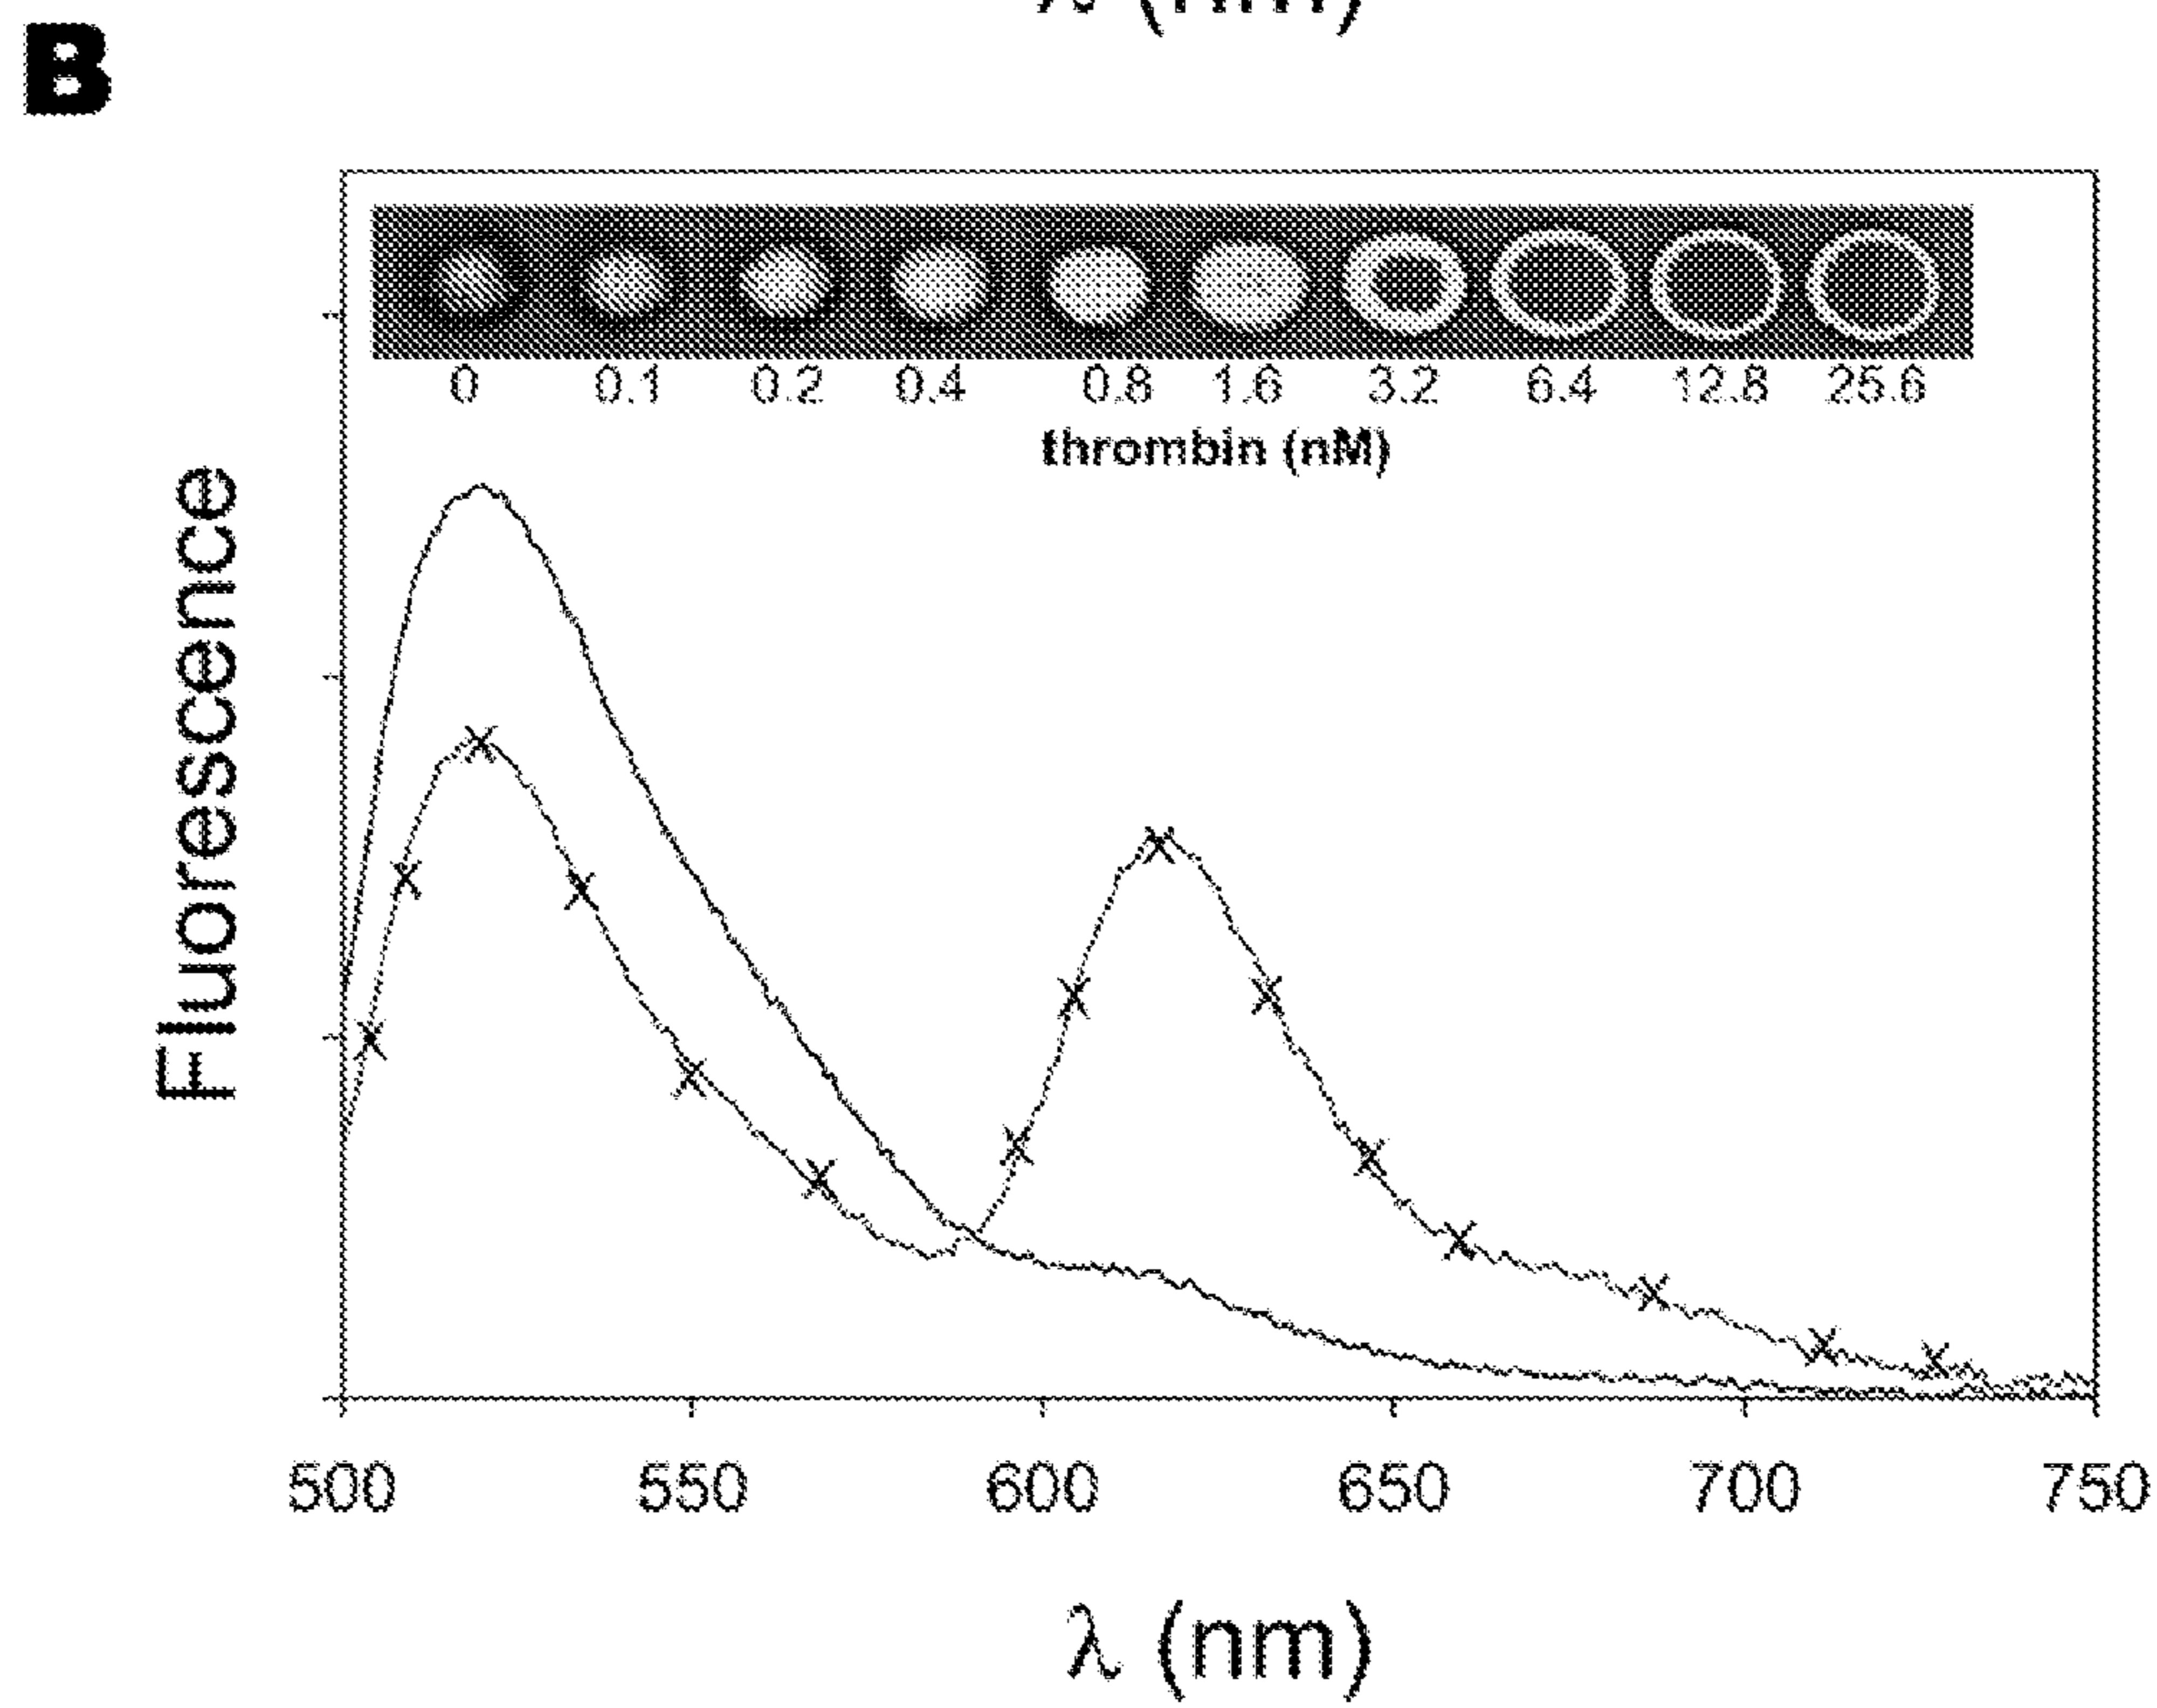 λ (nm)
B
0 0.1 0.2 0.4 0.8 1.6 3.2 6.4 12.8 25.6
thrombin (nM)
Fluorescence
500 550 600 650 700 750
λ (nm)